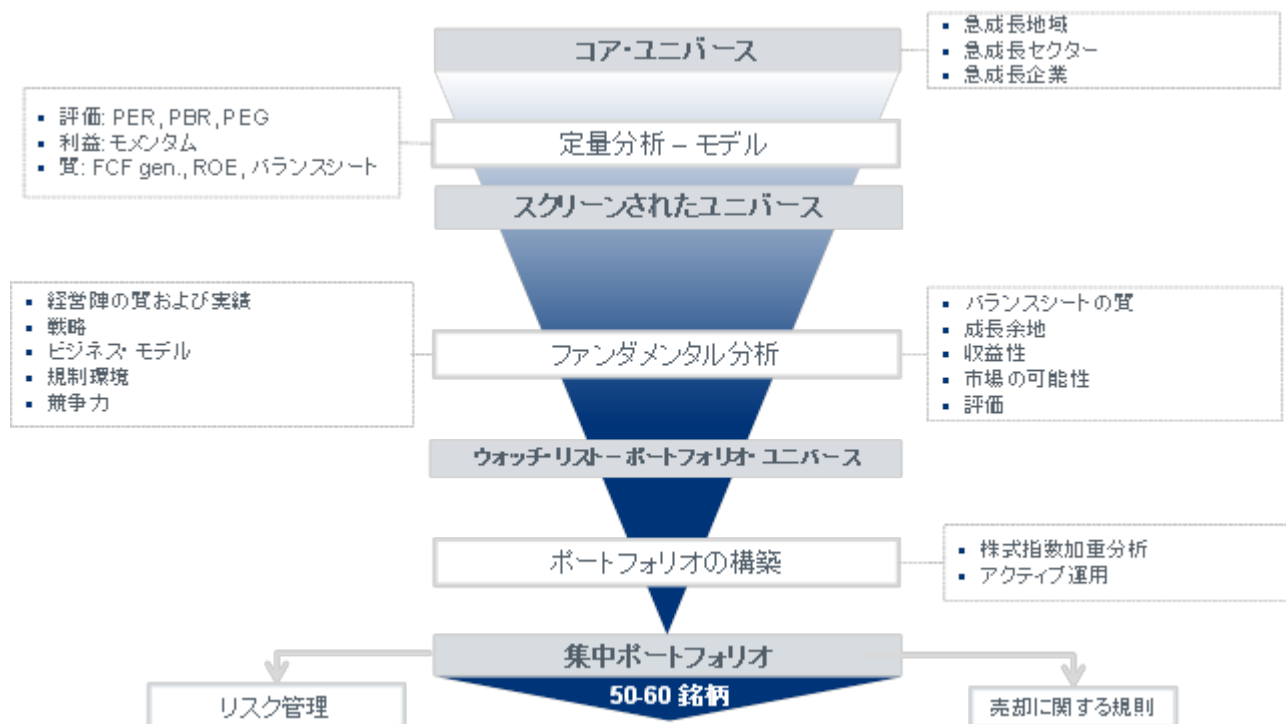 コア・ユニバース
▪ 急成長地域
▪ 急成長セクター
▪ 急成長企業
▪ 評価: PER, PBR, PEG
▪ 利益: モメンタム
▪ 質: FCF gen., ROE, バランスシート
定量分析 – モデル
スクリーンされたユニバース
▪ 経営陣の質および実績
▪ 戦略
▪ ビジネス・モデル
▪ 規制環境
▪ 競争力
ファンダメンタル分析
▪ バランスシートの質
▪ 成長余地
▪ 収益性
▪ 市場の可能性
▪ 評価
ウォッチ・リスト – ポートフォリオ・ユニバース
ポートフォリオの構築
▪ 株式指数加重分析
▪ アクティブ運用
集中ポートフォリオ
50-60 銘柄
リスク管理
売却に関する規則